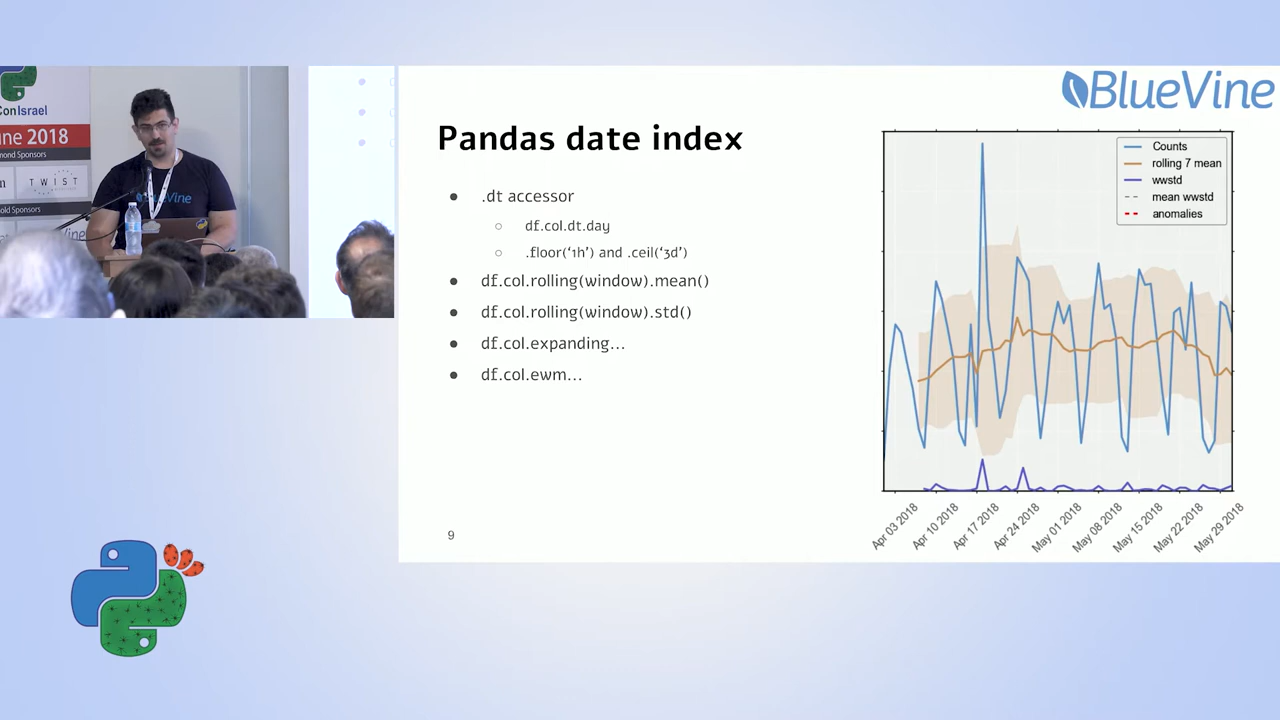 ConIsrael
ne 2018
mond Sponsors
TWIST
old Sponsors
BlueVine
BlueVine
Pandas date index
● .dt accessor
○ df.col.dt.day
○ .floor(‘1h’) and .ceil(‘3d’)
● df.col.rolling(window).mean()
● df.col.rolling(window).std()
● df.col.expanding…
● df.col.ewm…
9
Counts
rolling 7 mean
wwstd
mean wwstd
anomalies
Apr 03 2018
Apr 10 2018
Apr 17 2018
Apr 24 2018
May 01 2018
May 08 2018
May 15 2018
May 22 2018
May 29 2018